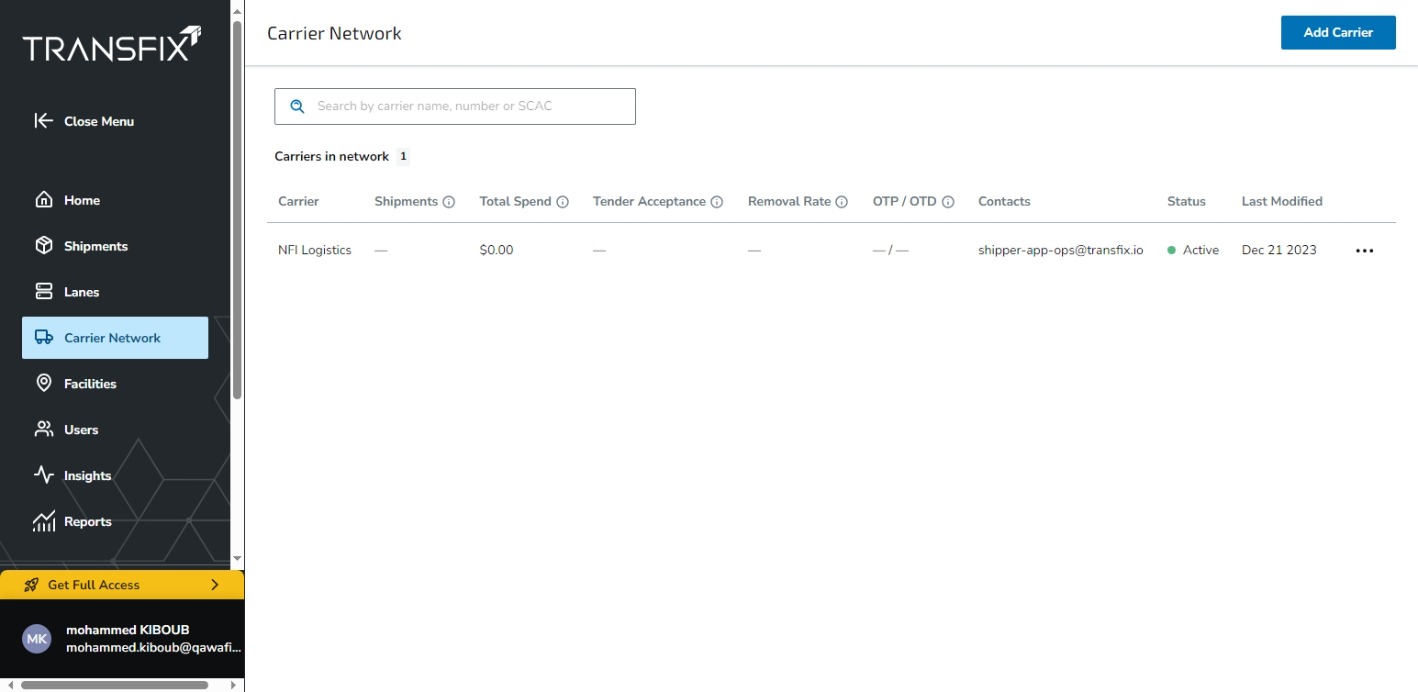 TRANSFIX
Close Menu
Home
Shipments
Lanes
Carrier Network
Facilities
Users
Insights
Reports
Get Full Access
MK
mohammed KIBOUB
mohammed.kiboub@qawafi...
Carrier Network
Add Carrier
Search by carrier name, number or SCAC
Carriers in network 1
Carrier Shipments Total Spend Tender Acceptance Removal Rate OTP / OTD Contacts Status Last Modified
NFI Logistics — $0.00 — — — / — shipper-app-ops@transfix.io Active Dec 21 2023